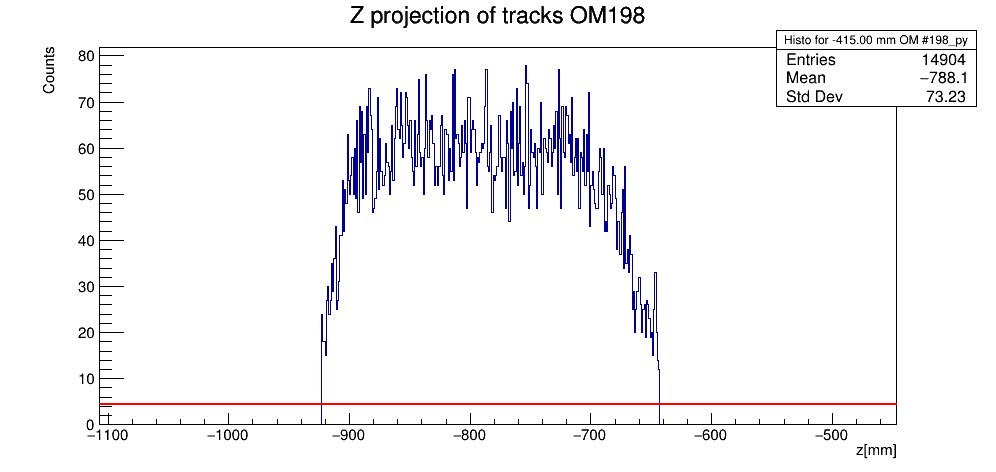 Z projection of tracks OM198
Histo for -415.00 mm OM #198_py
Entries 14904
Mean −788.1
Std Dev 73.23
Counts
80
70
60
50
40
30
20
10
0
−1100 −1000 −900 −800 −700 −600 −500
z[mm]